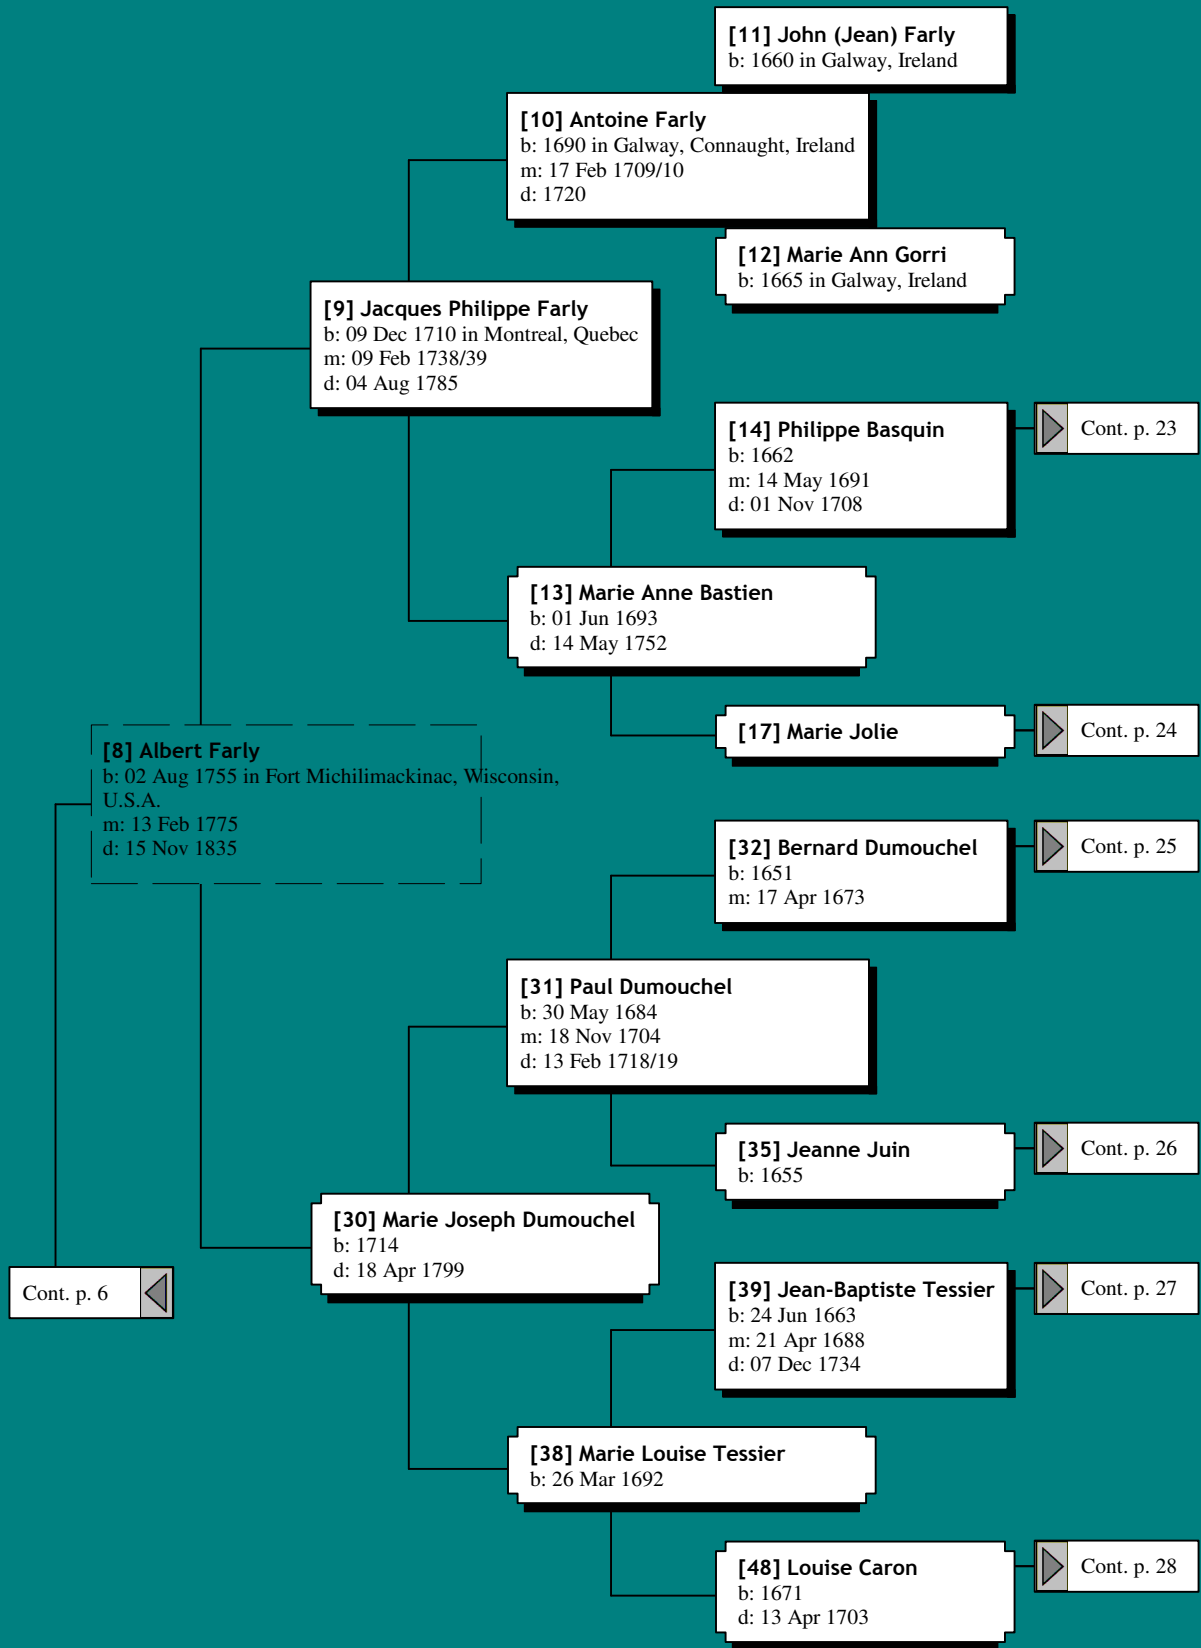 [11] John (Jean) Farly
b: 1660 in Galway, Ireland
[10] Antoine Farly
b: 1690 in Galway, Connaught, Ireland
m: 17 Feb 1709/10
d: 1720
[12] Marie Ann Gorri
b: 1665 in Galway, Ireland
[9] Jacques Philippe Farly
b: 09 Dec 1710 in Montreal, Quebec
m: 09 Feb 1738/39
d: 04 Aug 1785
[14] Philippe Basquin
b: 1662
m: 14 May 1691
d: 01 Nov 1708
Cont. p. 23
[13] Marie Anne Bastien
b: 01 Jun 1693
d: 14 May 1752
[17] Marie Jolie
Cont. p. 24
[8] Albert Farly
b: 02 Aug 1755 in Fort Michilimackinac, Wisconsin,
U.S.A.
m: 13 Feb 1775
d: 15 Nov 1835
[32] Bernard Dumouchel
b: 1651
m: 17 Apr 1673
Cont. p. 25
[31] Paul Dumouchel
b: 30 May 1684
m: 18 Nov 1704
d: 13 Feb 1718/19
[35] Jeanne Juin
b: 1655
Cont. p. 26
[30] Marie Joseph Dumouchel
b: 1714
d: 18 Apr 1799
Cont. p. 6
[39] Jean-Baptiste Tessier
b: 24 Jun 1663
m: 21 Apr 1688
d: 07 Dec 1734
Cont. p. 27
[38] Marie Louise Tessier
b: 26 Mar 1692
[48] Louise Caron
b: 1671
d: 13 Apr 1703
Cont. p. 28